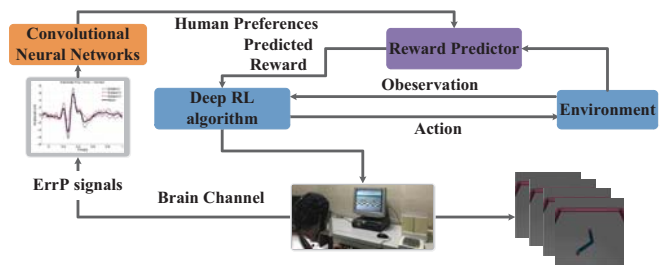 Human Preferences
Convolutional
Neural Networks
Predicted
Reward
Reward Predictor
Obeservation
Deep RL
algorithm
Environment
Action
ErrP signals
Brain Channel